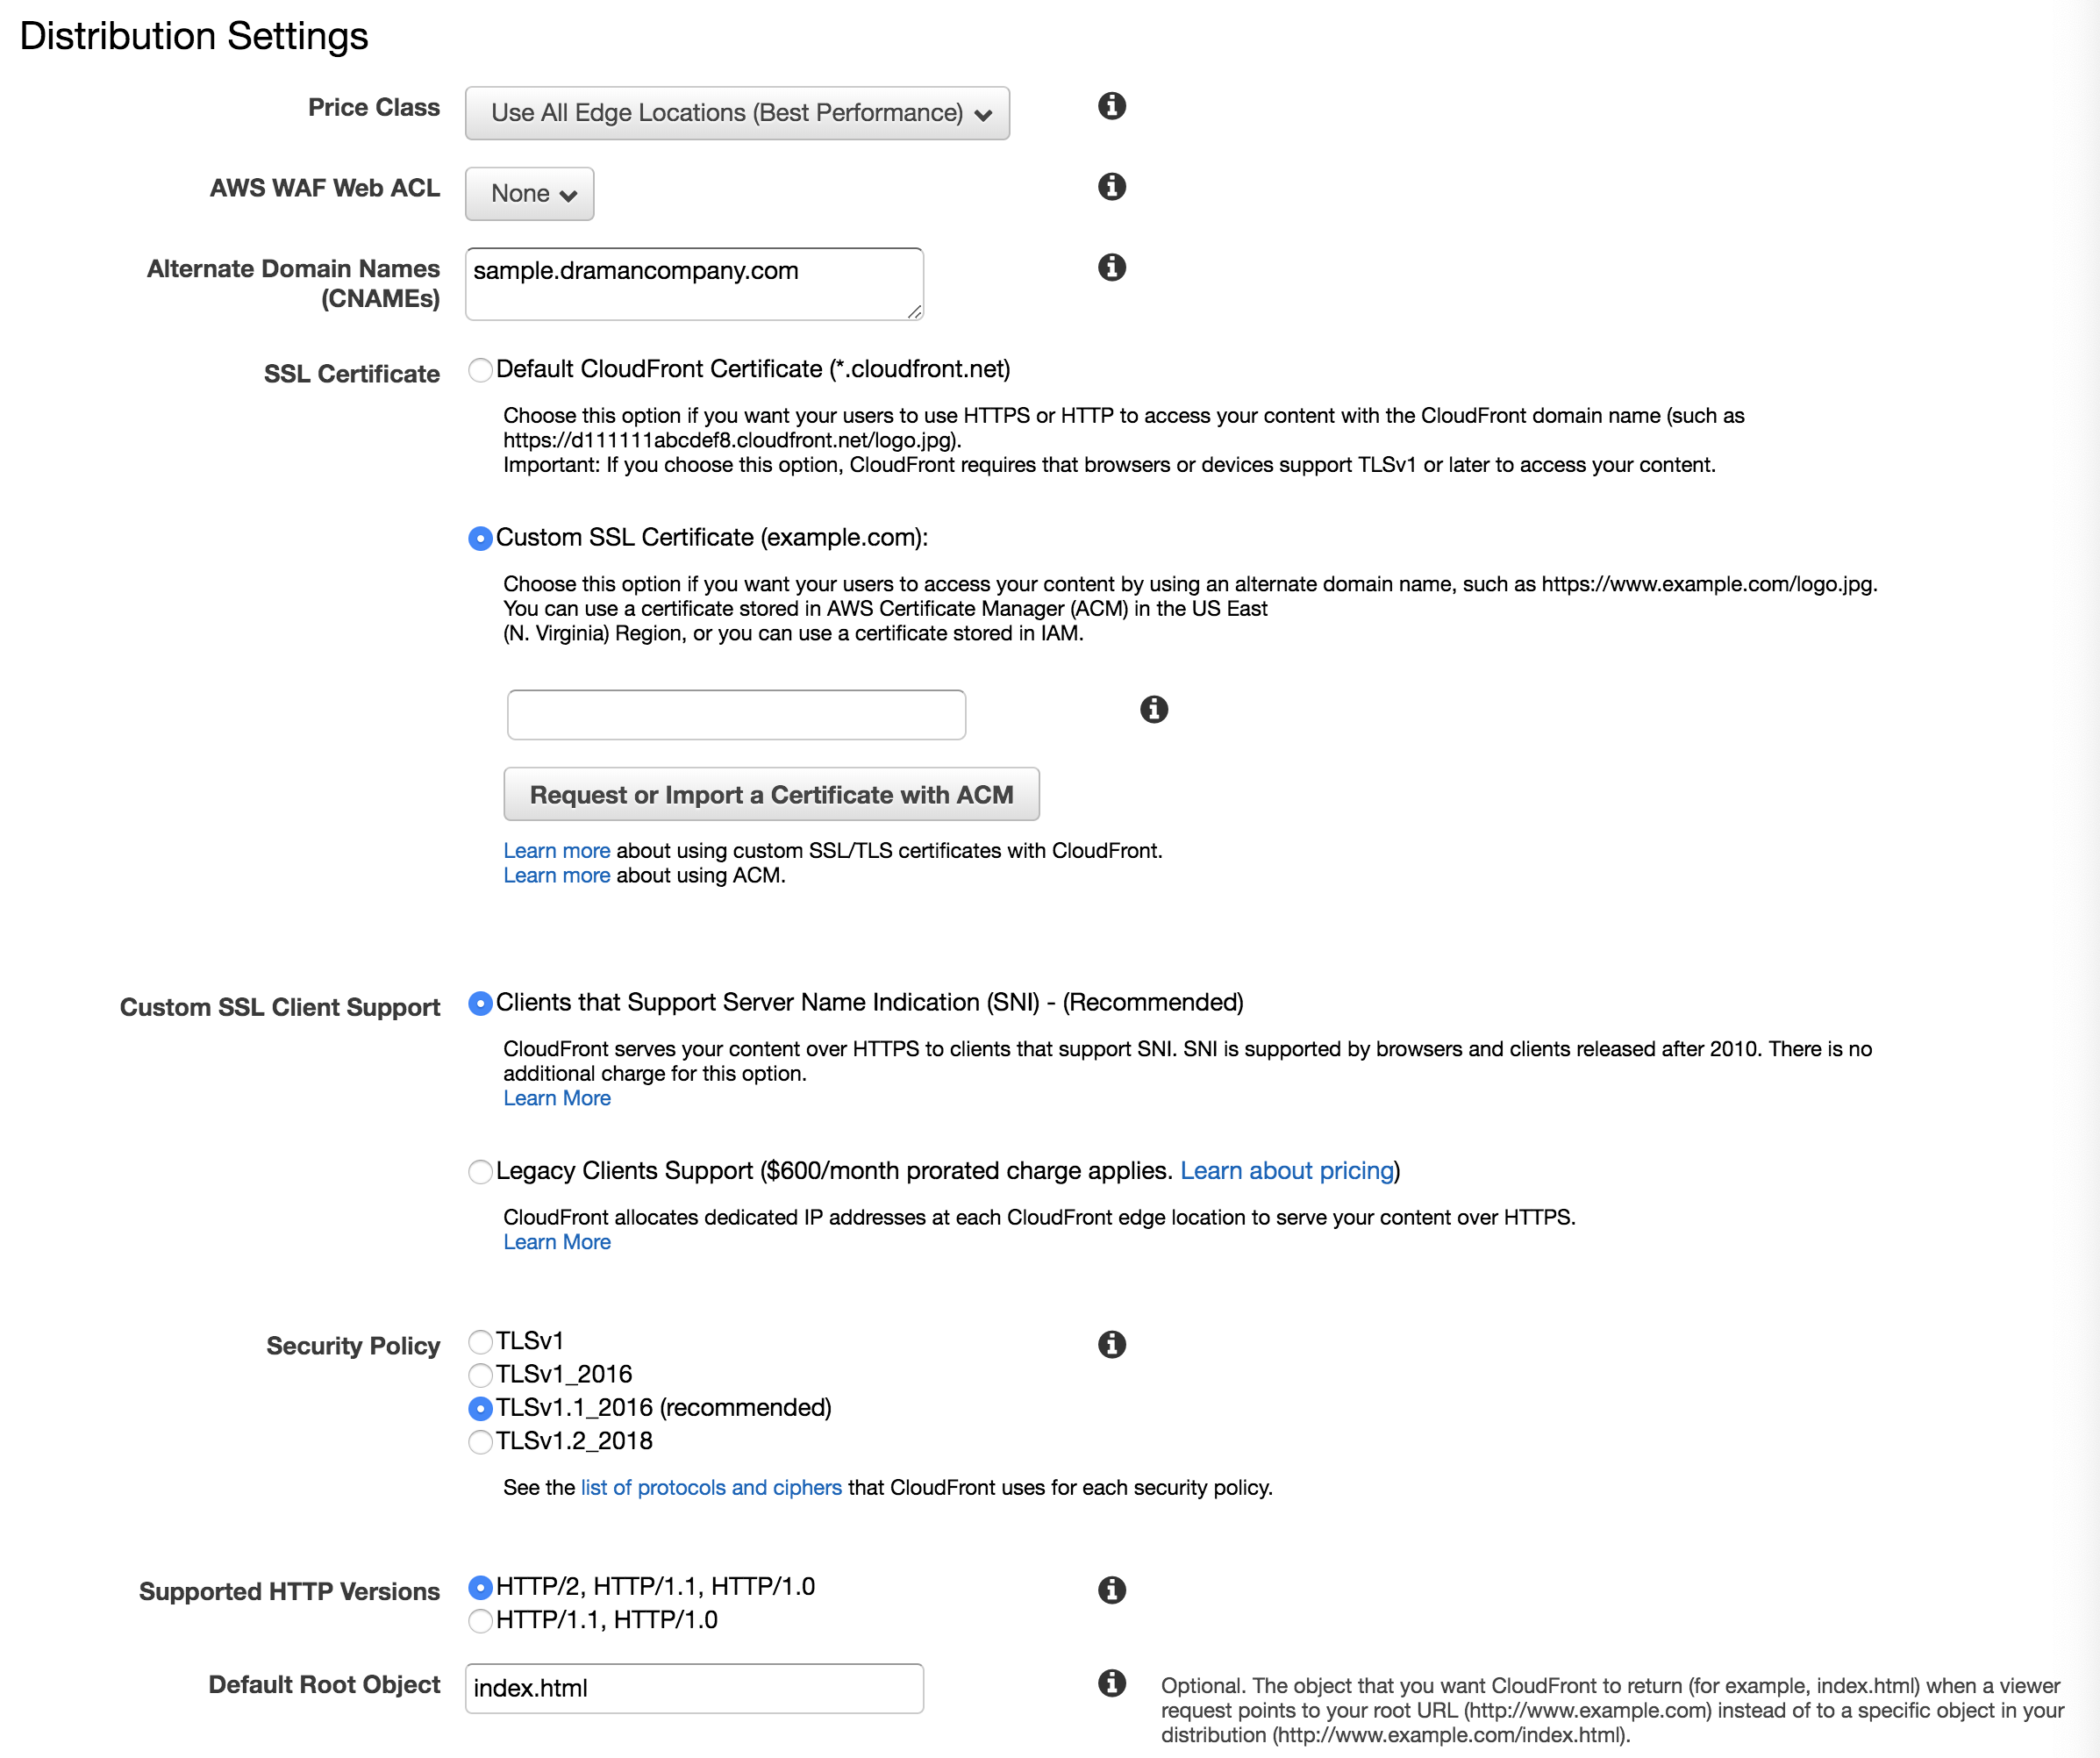 Distribution Settings
Price Class
Use All Edge Locations (Best Performance)
AWS WAF Web ACL
None
Alternate Domain Names
(CNAMEs)
sample.dramancompany.com
SSL Certificate
Default CloudFront Certificate (*.cloudfront.net)
Choose this option if you want your users to use HTTPS or HTTP to access your content with the CloudFront domain name (such as
https://d111111abcdef8.cloudfront.net/logo.jpg).
Important: If you choose this option, CloudFront requires that browsers or devices support TLSv1 or later to access your content.
Custom SSL Certificate (example.com):
Choose this option if you want your users to access your content by using an alternate domain name, such as https://www.example.com/logo.jpg.
You can use a certificate stored in AWS Certificate Manager (ACM) in the US East
(N. Virginia) Region, or you can use a certificate stored in IAM.
Request or Import a Certificate with ACM
Learn more about using custom SSL/TLS certificates with CloudFront.
Learn more about using ACM.
Custom SSL Client Support
Clients that Support Server Name Indication (SNI) - (Recommended)
CloudFront serves your content over HTTPS to clients that support SNI. SNI is supported by browsers and clients released after 2010. There is no
additional charge for this option.
Learn More
Legacy Clients Support ($600/month prorated charge applies. Learn about pricing)
CloudFront allocates dedicated IP addresses at each CloudFront edge location to serve your content over HTTPS.
Learn More
Security Policy
TLSv1
TLSv1_2016
TLSv1.1_2016 (recommended)
TLSv1.2_2018
See the list of protocols and ciphers that CloudFront uses for each security policy.
Supported HTTP Versions
HTTP/2, HTTP/1.1, HTTP/1.0
HTTP/1.1, HTTP/1.0
Default Root Object
index.html
Optional. The object that you want CloudFront to return (for example, index.html) when a viewer
request points to your root URL (http://www.example.com) instead of to a specific object in your
distribution (http://www.example.com/index.html).